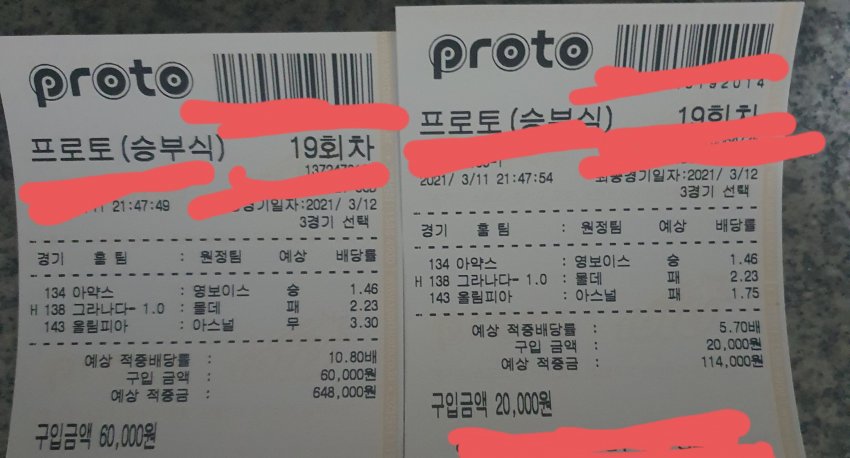 proto
프로토(승부식) 19회차
21:47:49
경기일자:2021/ 3/12
3경기 선택
경기 홈 팀 : 원정팀 예상 배당률
134 아약스 : 영보이스 승 1.46
H 138 그라나다- 1.0 : 몰데 패 2.23
143 올림피아 : 아스널 무 3.30
예상 적중배당률 : 10.80배
구입 금액 : 60,000원
예상 적중금 : 648,000원
구입금액 60,000원
proto
프로토(승부식) 19회차
2021/ 3/11 21:47:54
경기일자:2021/ 3/12
3경기 선택
경기 홈 팀 : 원정팀 예상 배당률
134 아약스 : 영보이스 승 1.46
H 138 그라나다- 1.0 : 몰데 패 2.23
143 올림피아 : 아스널 패 1.75
예상 적중배당률 : 5.70배
구입 금액 : 20,000원
예상 적중금 : 114,000원
구입금액 20,000원